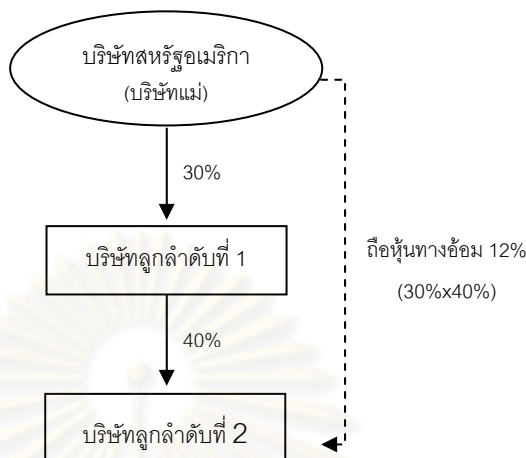 บริษัทสหรัฐอเมริกา
(บริษัทแม่)
30%
บริษัทลูกลำดับที่ 1
ถือหุ้นทางอ้อม 12%
(30%x40%)
40%
บริษัทลูกลำดับที่ 2